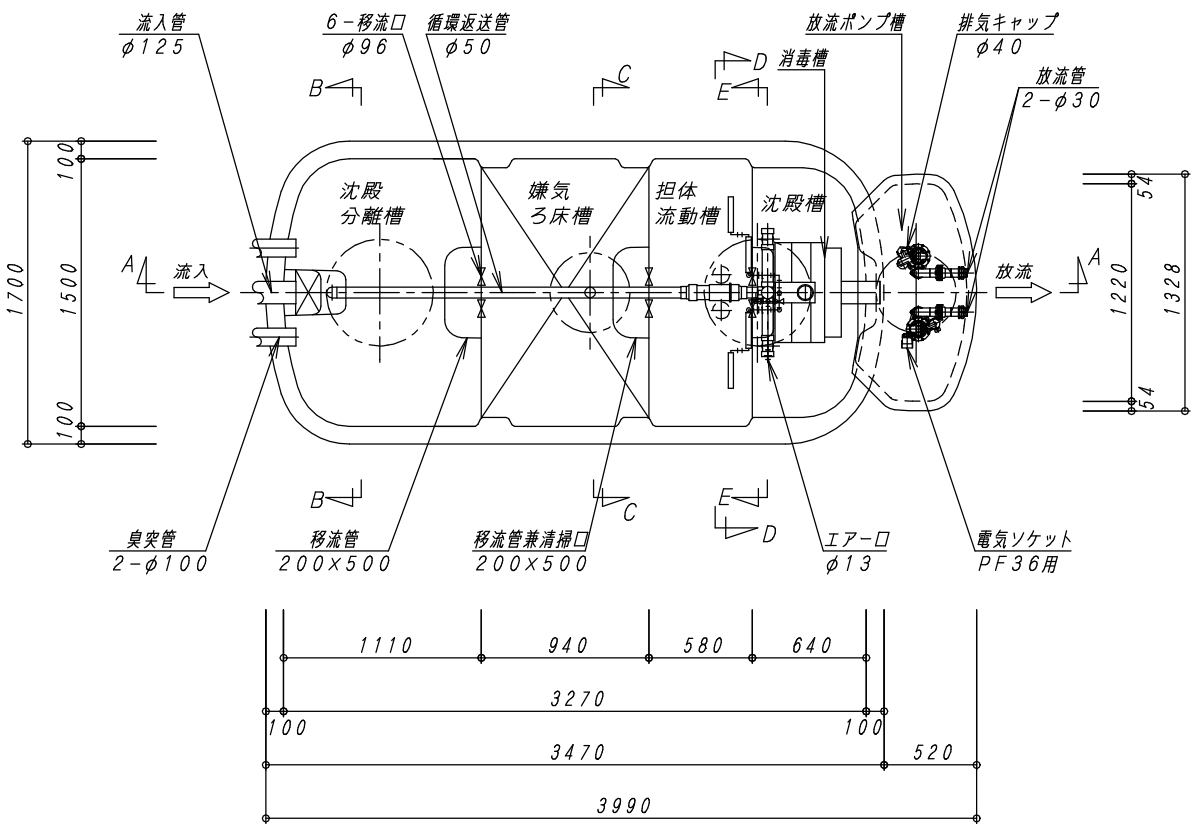 流入管
φ125
6-移流口
φ96
循環返送管
φ50
放流ポンプ槽
排気キャップ
φ40
消毒槽
放流管
2-φ30
B
C
D
E
沈殿
分離槽
嫌気
ろ床槽
担体
流動槽
沈殿槽
A
流入
放流
A
1700
100
1500
100
54
1220
54
1328
B
C
E
D
臭突管
2-φ100
移流管
200×500
移流管兼清掃口
200×500
エアーロ
φ13
電気ソケット
PF36用
1110
940
580
640
3270
100
100
3470
520
3990